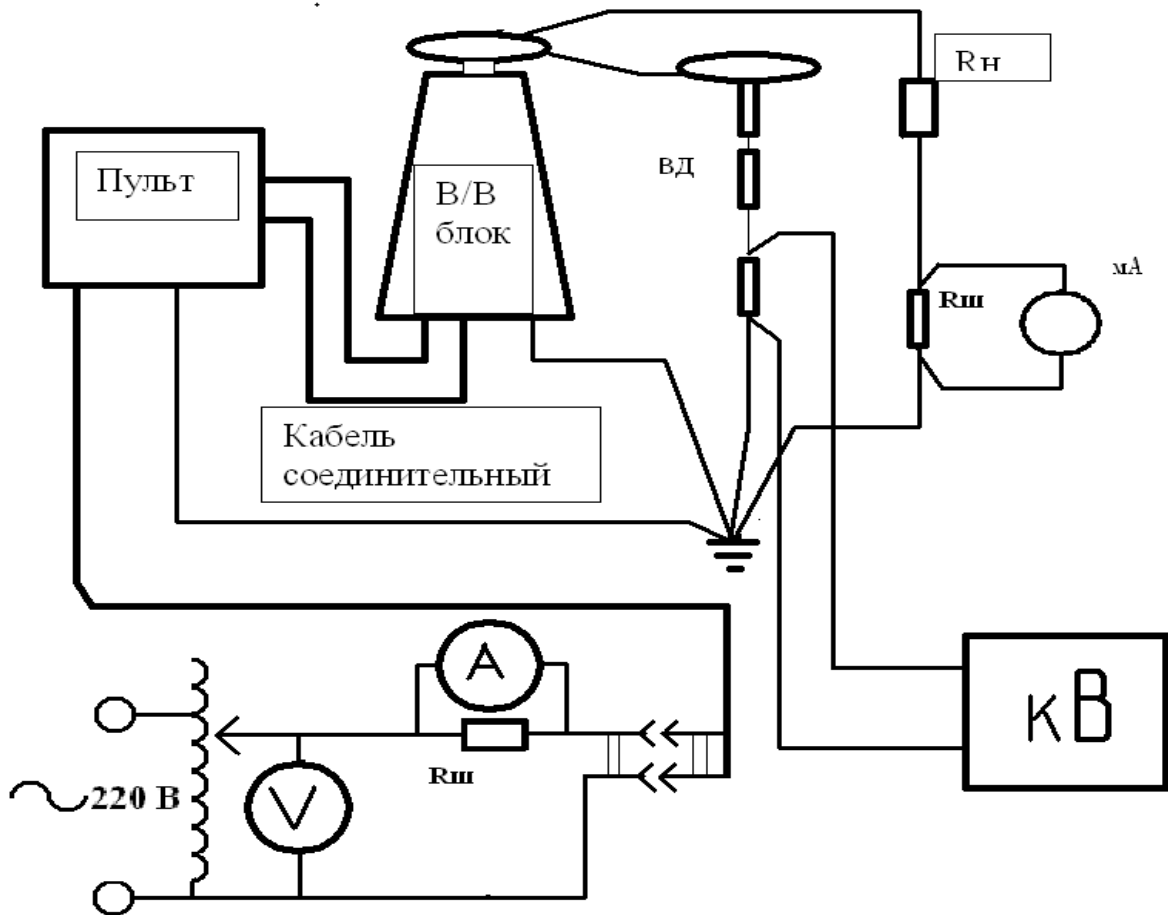 Rн
Пульт
В/В
блок
ВД
мА
Rш
Кабель
соединительный
А
кВ
Rш
220 В
V